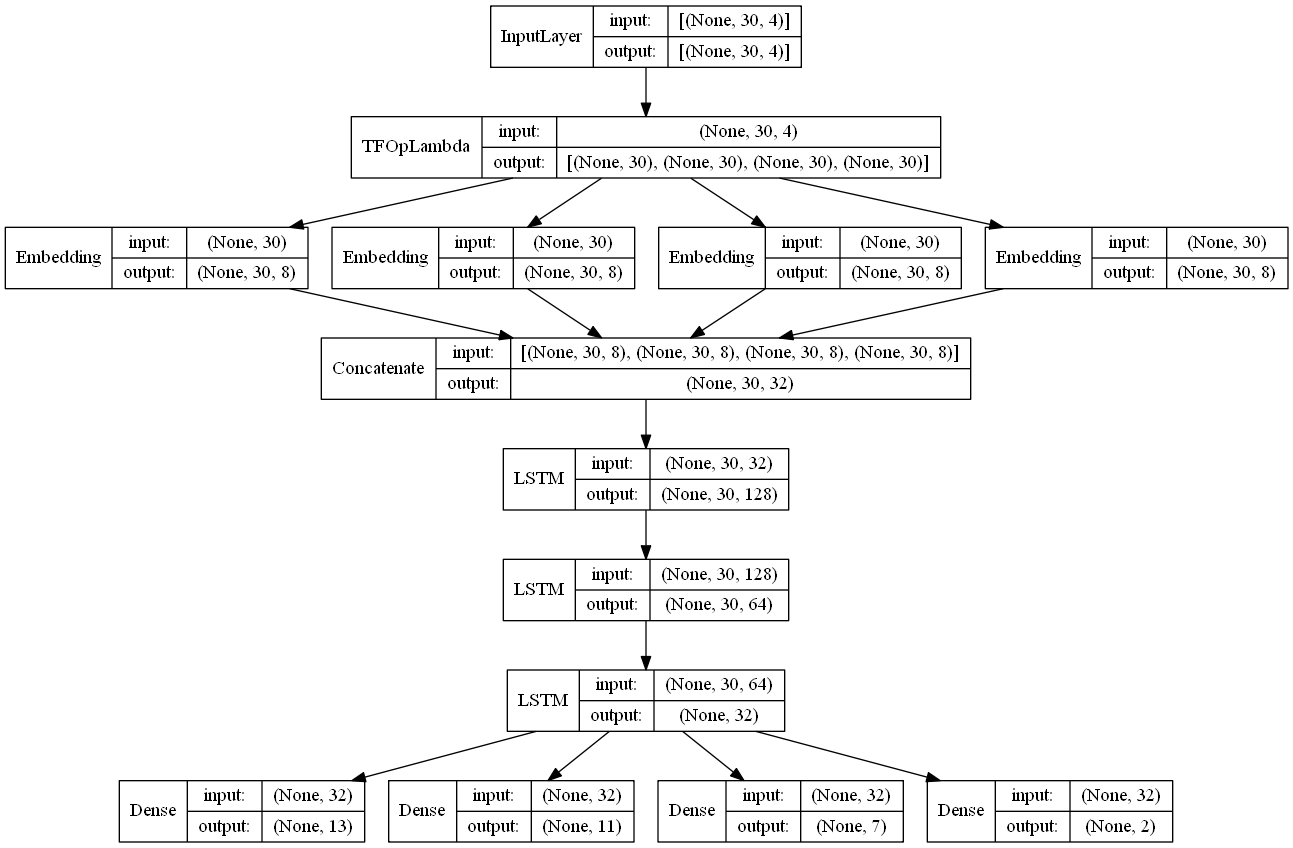 InputLayer input: [(None, 30, 4)]
output: [(None, 30, 4)]
TFOpLambda input: (None, 30, 4)
output: [(None, 30), (None, 30), (None, 30), (None, 30)]
Embedding input: (None, 30)
output: (None, 30, 8)
Embedding input: (None, 30)
output: (None, 30, 8)
Embedding input: (None, 30)
output: (None, 30, 8)
Embedding input: (None, 30)
output: (None, 30, 8)
Concatenate input: [(None, 30, 8), (None, 30, 8), (None, 30, 8), (None, 30, 8)]
output: (None, 30, 32)
LSTM input: (None, 30, 32)
output: (None, 30, 128)
LSTM input: (None, 30, 128)
output: (None, 30, 64)
LSTM input: (None, 30, 64)
output: (None, 32)
Dense input: (None, 32)
output: (None, 13)
Dense input: (None, 32)
output: (None, 11)
Dense input: (None, 32)
output: (None, 7)
Dense input: (None, 32)
output: (None, 2)